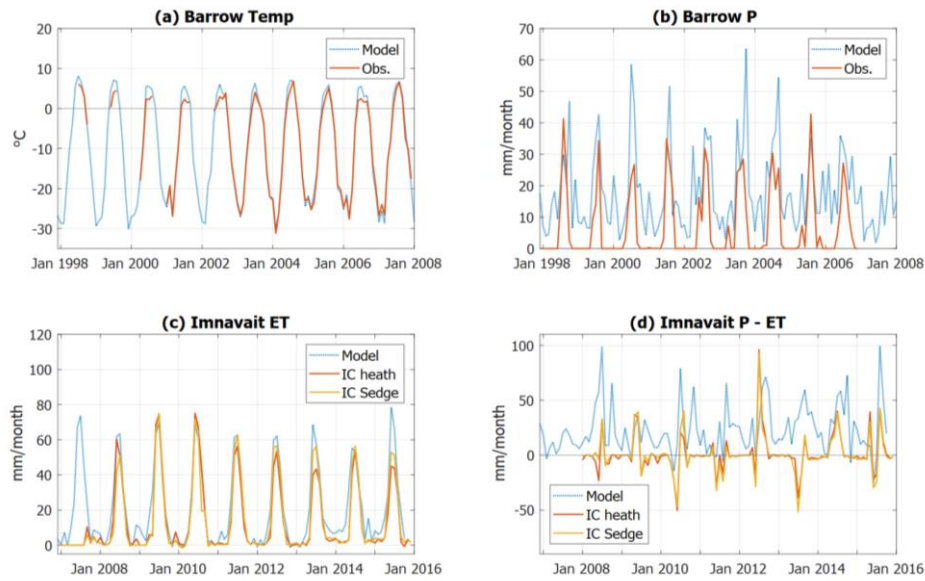 (a) Barrow Temp
20
10
0
-10
-20
-30
°C
Model
Obs.
Jan 1998 Jan 2000 Jan 2002 Jan 2004 Jan 2006 Jan 2008
(b) Barrow P
70
60
50
40
30
20
10
0
mm/month
Model
Obs.
Jan 1998 Jan 2000 Jan 2002 Jan 2004 Jan 2006 Jan 2008
(c) Imnavait ET
120
100
80
60
40
20
0
mm/month
Model
IC heath
IC Sedge
Jan 2008 Jan 2010 Jan 2012 Jan 2014 Jan 2016
(d) Imnavait P - ET
100
50
0
-50
mm/month
Model
IC heath
IC Sedge
Jan 2008 Jan 2010 Jan 2012 Jan 2014 Jan 2016